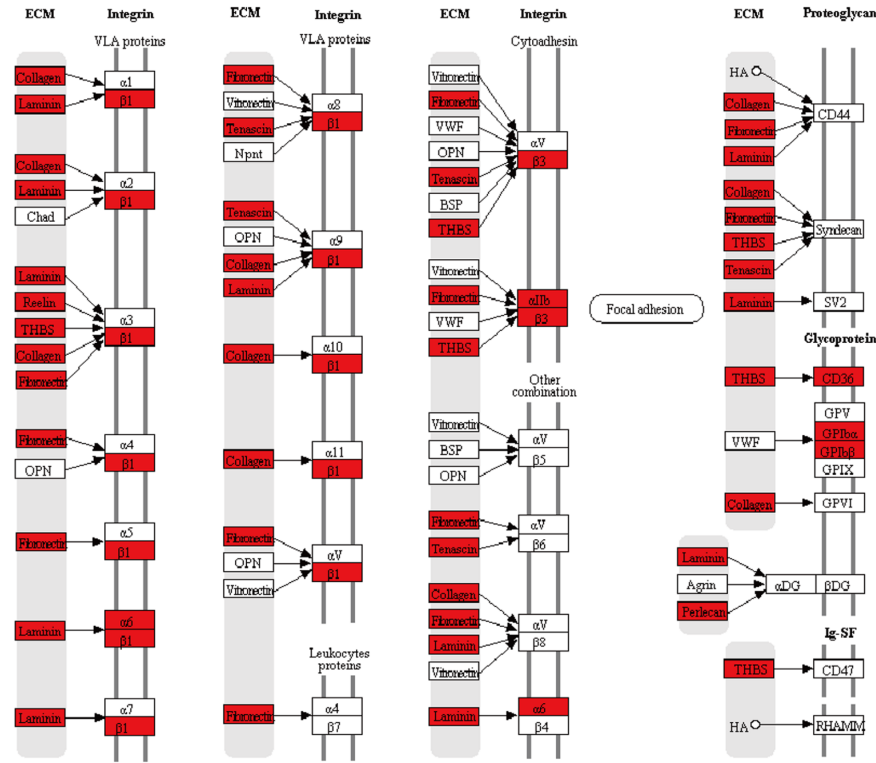 ECM Integrin
VLA proteins
Collagen
Laminin
α1
β1
Collagen
Laminin
Chad
α2
β1
Laminin
Reelin
THBS
Collagen
Fibronectin
α3
β1
Fibronectin
OPN
α4
β1
Fibronectin
α5
β1
Laminin
α6
β1
Laminin
α7
β1
ECM Integrin
VLA proteins
Fibronectin
Vitronectin
Tenascin
Npnt
α8
β1
Tenascin
OPN
Collagen
Laminin
α9
β1
Collagen
α10
β1
Collagen
α11
β1
Fibronectin
OPN
Vitronectin
αV
β1
Leukocytes
proteins
Fibronectin
α4
β7
ECM Integrin
Cytoadhesin
Vitronectin
Fibronectin
VWF
OPN
Tenascin
BSP
THBS
αV
β3
Vitronectin
Fibronectin
VWF
THBS
αIIb
β3
Other
combination
Vitronectin
BSP
OPN
αV
β5
Fibronectin
Tenascin
αV
β6
Collagen
Fibronectin
Laminin
Vitronectin
αV
β8
Laminin
α6
β4
Focal adhesion
ECM Proteoglycan
HA
Collagen
Fibronectin
Laminin
CD44
Collagen
Fibronectin
THBS
Tenascin
Syndecan
Laminin
SV2
Glycoprotein
THBS
CD36
VWF
GPV
GPIbα
GPIbβ
GPIX
Collagen
GPVI
Laminin
Agrin
Perlecan
αDG
βDG
Ig-SF
THBS
CD47
HA
RHAMM